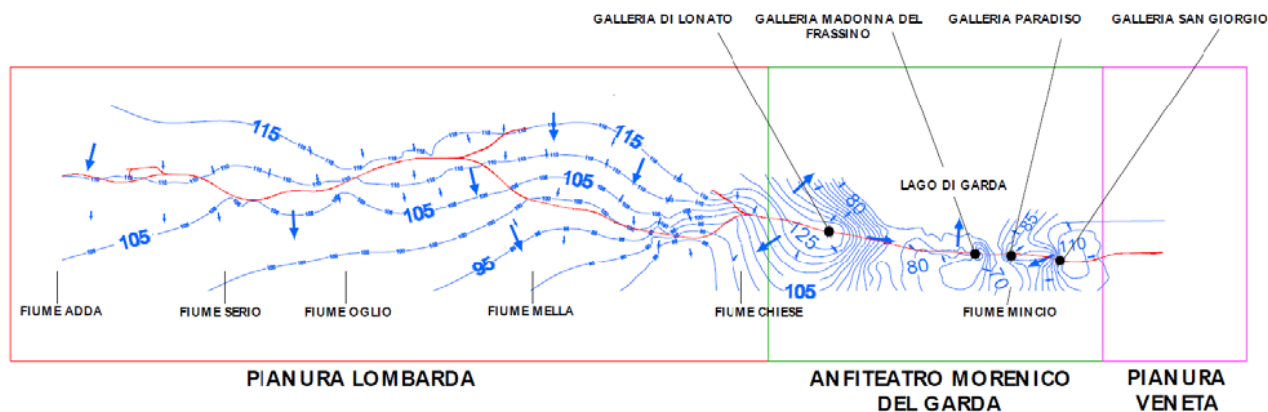 GALLERIA DI LONATO
GALLERIA MADONNA DEL
FRASSINO
GALLERIA PARADISO
GALLERIA SAN GIORGIO
115
115
105
105
95
LAGO DI GARDA
80
125
80
85
110
70
105
FIUME ADDA
FIUME SERIO
FIUME OGLIO
FIUME MELLA
FIUME CHIESE
FIUME MINCIO
PIANURA LOMBARDA
ANFITEATRO MORENICO
DEL GARDA
PIANURA
VENETA